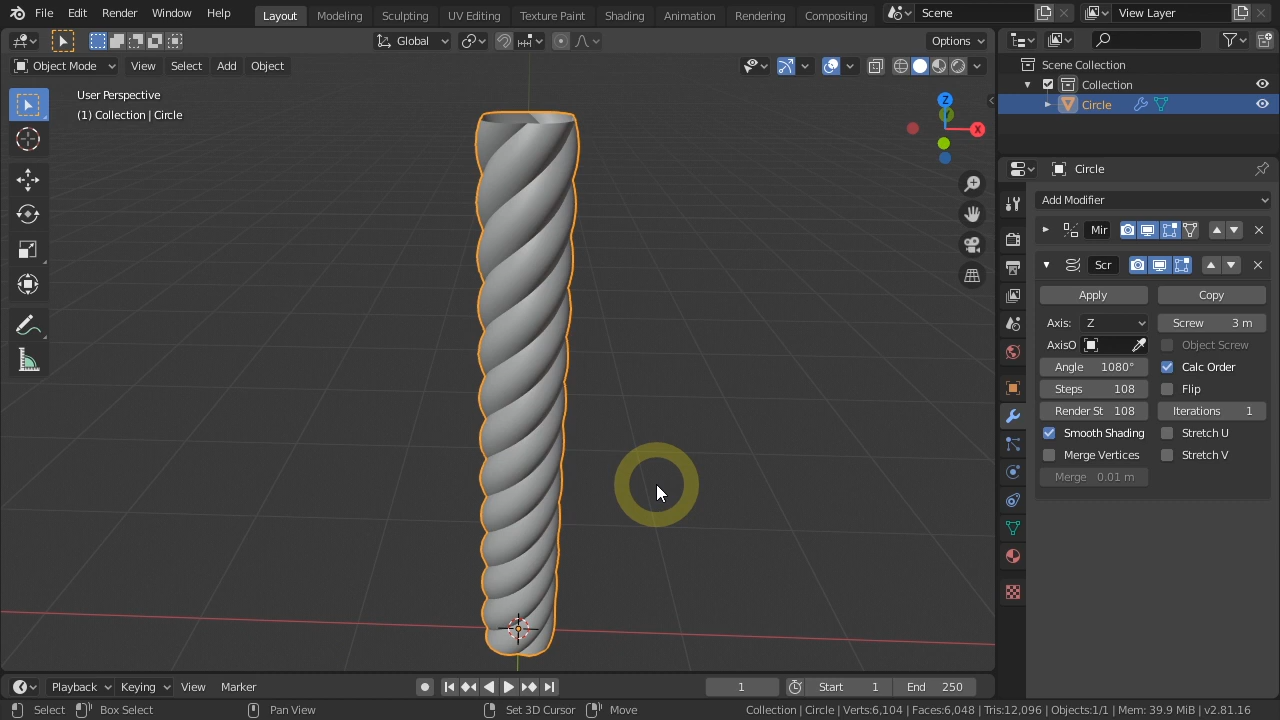 File Edit Render Window Help Layout Modeling Sculpting UV Editing Texture Paint Shading Animation Rendering Compositing Scene View Layer
Global Options
Object Mode View Select Add Object
User Perspective
(1) Collection | Circle
Z
X
Scene Collection
Collection
Circle
Circle
Add Modifier
Mir
Scr
Apply Copy
Axis: Z Screw 3 m
AxisO Object Screw
Angle 1080° Calc Order
Steps 108 Flip
Render St 108 Iterations 1
Smooth Shading Stretch U
Merge Vertices Stretch V
Merge 0.01 m
Playback Keying View Marker 1 Start 1 End 250
Select Box Select Pan View Set 3D Cursor Move Collection | Circle | Verts:6,104 | Faces:6,048 | Tris:12,096 | Objects:1/1 | Mem: 39.9 MiB | v2.81.16